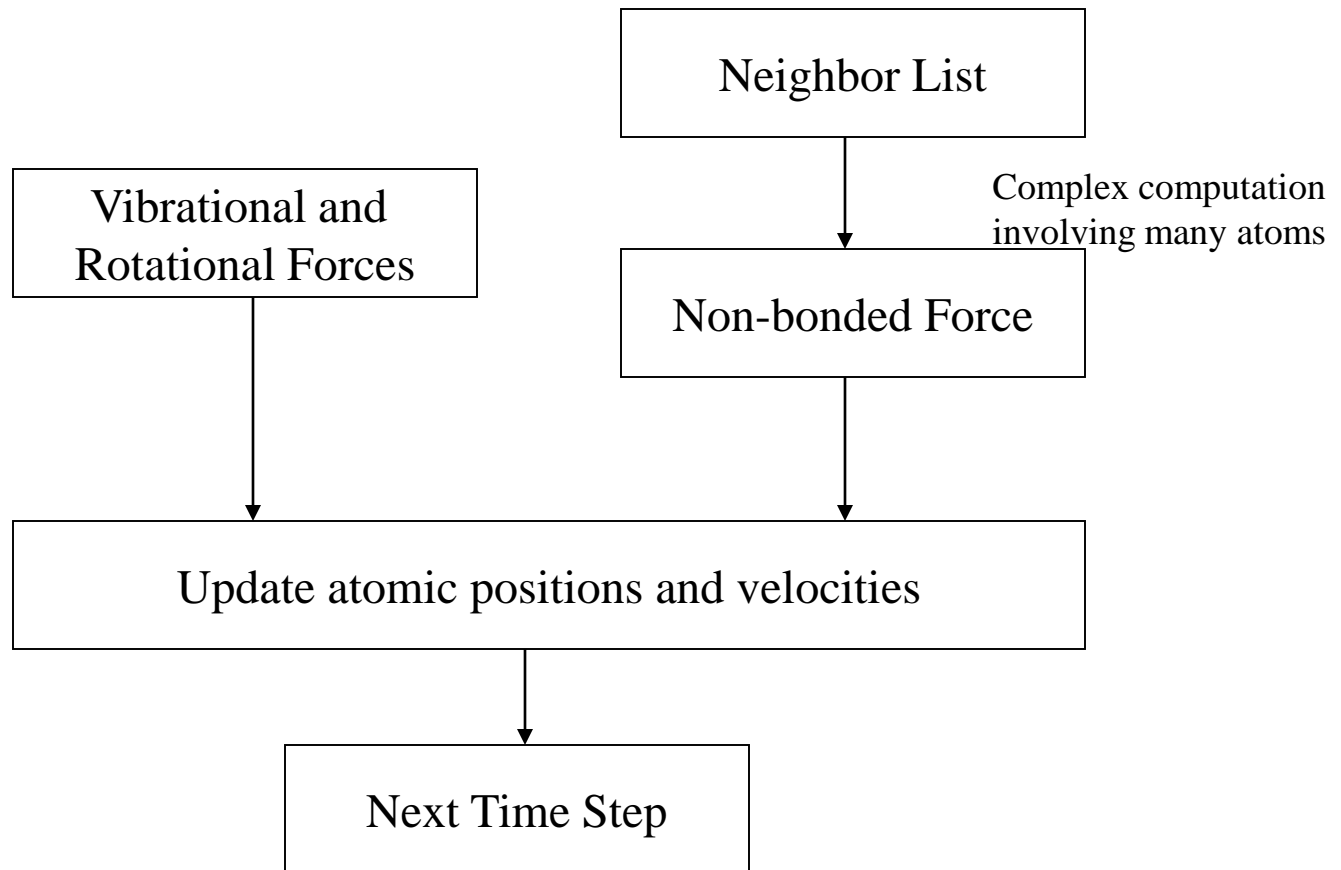 Neighbor List
Vibrational and
Rotational Forces
Complex computation
involving many atoms
Non-bonded Force
Update atomic positions and velocities
Next Time Step